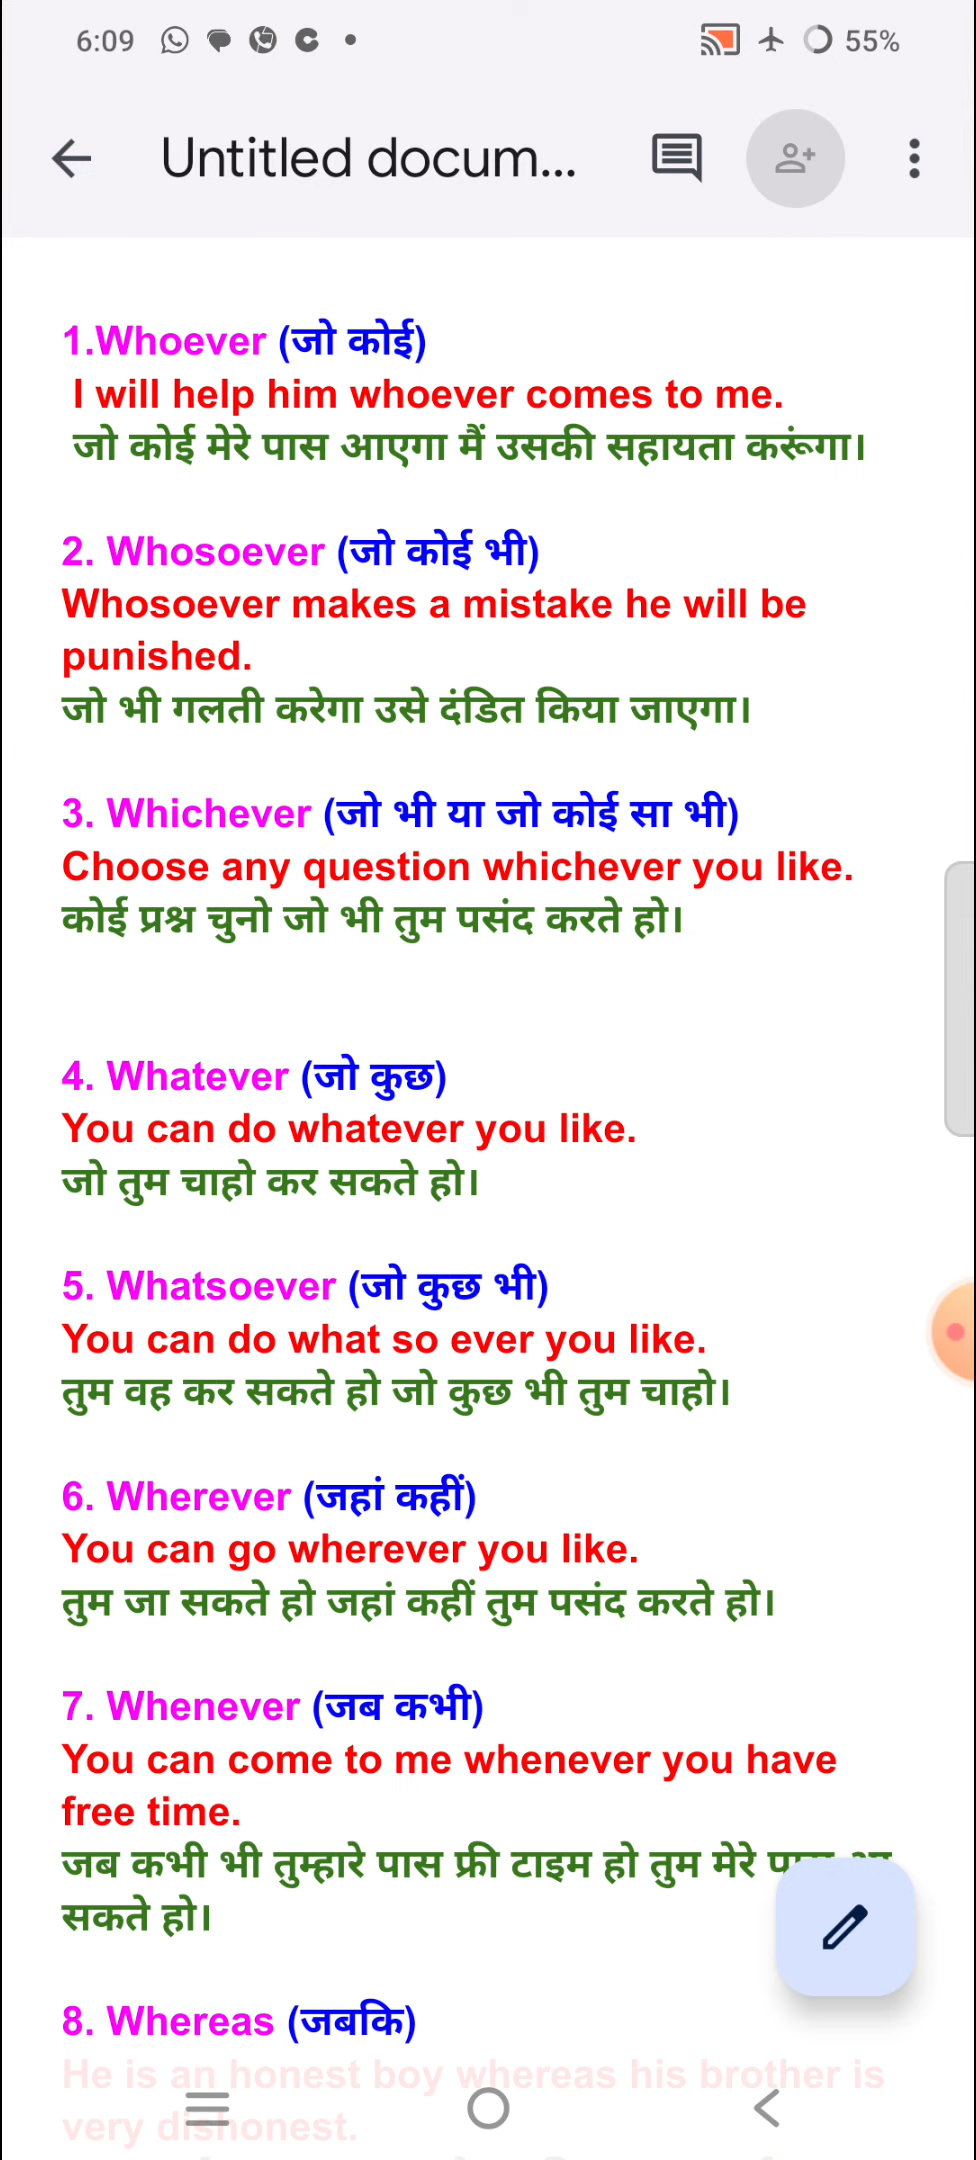 6:09
55%
Untitled docum...
1.Whoever (जो कोई)
I will help him whoever comes to me.
जो कोई मेरे पास आएगा मैं उसकी सहायता करूंगा।
2. Whosoever (जो कोई भी)
Whosoever makes a mistake he will be
punished.
जो भी गलती करेगा उसे दंडित किया जाएगा।
3. Whichever (जो भी या जो कोई सा भी)
Choose any question whichever you like.
कोई प्रश्न चुनो जो भी तुम पसंद करते हो।
4. Whatever (जो कुछ)
You can do whatever you like.
जो तुम चाहो कर सकते हो।
5. Whatsoever (जो कुछ भी)
You can do what so ever you like.
तुम वह कर सकते हो जो कुछ भी तुम चाहो।
6. Wherever (जहां कहीं)
You can go wherever you like.
तुम जा सकते हो जहां कहीं तुम पसंद करते हो।
7. Whenever (जब कभी)
You can come to me whenever you have
free time.
जब कभी भी तुम्हारे पास फ्री टाइम हो तुम मेरे
सकते हो।
8. Whereas (जबकि)
He is an honest boy whereas his brother is
very dishonest.